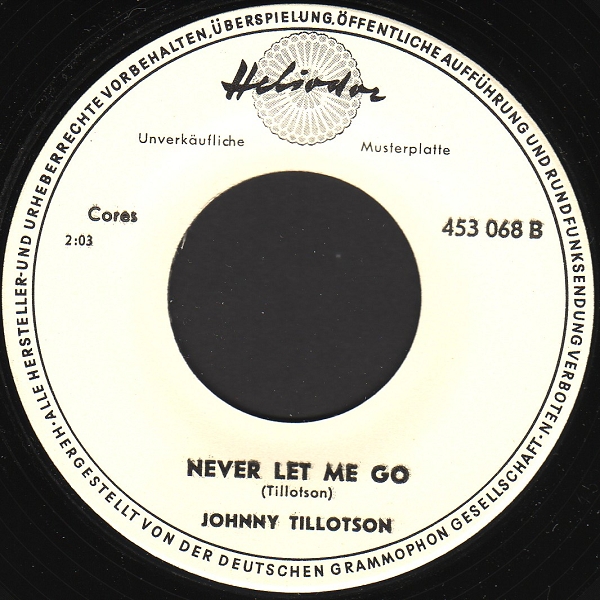 ·ALLE HERSTELLER-UND URHEBERRECHTE VORBEHALTEN,ÜBERSPIELUNG,ÖFFENTLICHE AUFFÜHRUNG UND RUNDFUNKSENDUNG VERBOTEN·
Heliodor
Unverkäufliche Musterplatte
Cores 453 068 B
2:03
NEVER LET ME GO
(Tillotson)
JOHNNY TILLOTSON
HERGESTELLT VON DER DEUTSCHEN GRAMMOPHON GESELLSCHAFT·